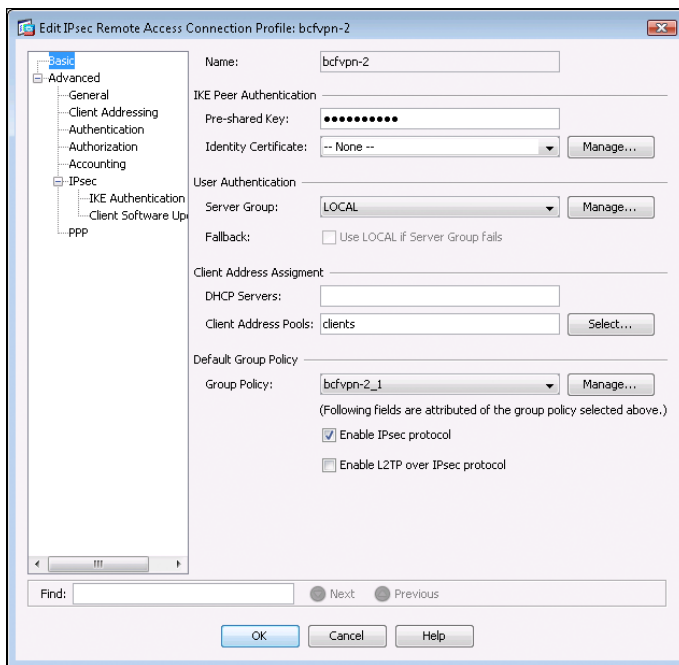 Edit IPsec Remote Access Connection Profile: bcfvpn-2
Basic
Advanced
General
Client Addressing
Authentication
Authorization
Accounting
IPsec
IKE Authentication
Client Software Up
PPP
Name: bcfvpn-2
IKE Peer Authentication
Pre-shared Key: ●●●●●●●●●●
Identity Certificate: -- None -- Manage...
User Authentication
Server Group: LOCAL Manage...
Fallback: Use LOCAL if Server Group fails
Client Address Assigment
DHCP Servers:
Client Address Pools: clients Select...
Default Group Policy
Group Policy: bcfvpn-2_1 Manage...
(Following fields are attributed of the group policy selected above.)
Enable IPsec protocol
Enable L2TP over IPsec protocol
Find: Next Previous
OK Cancel Help